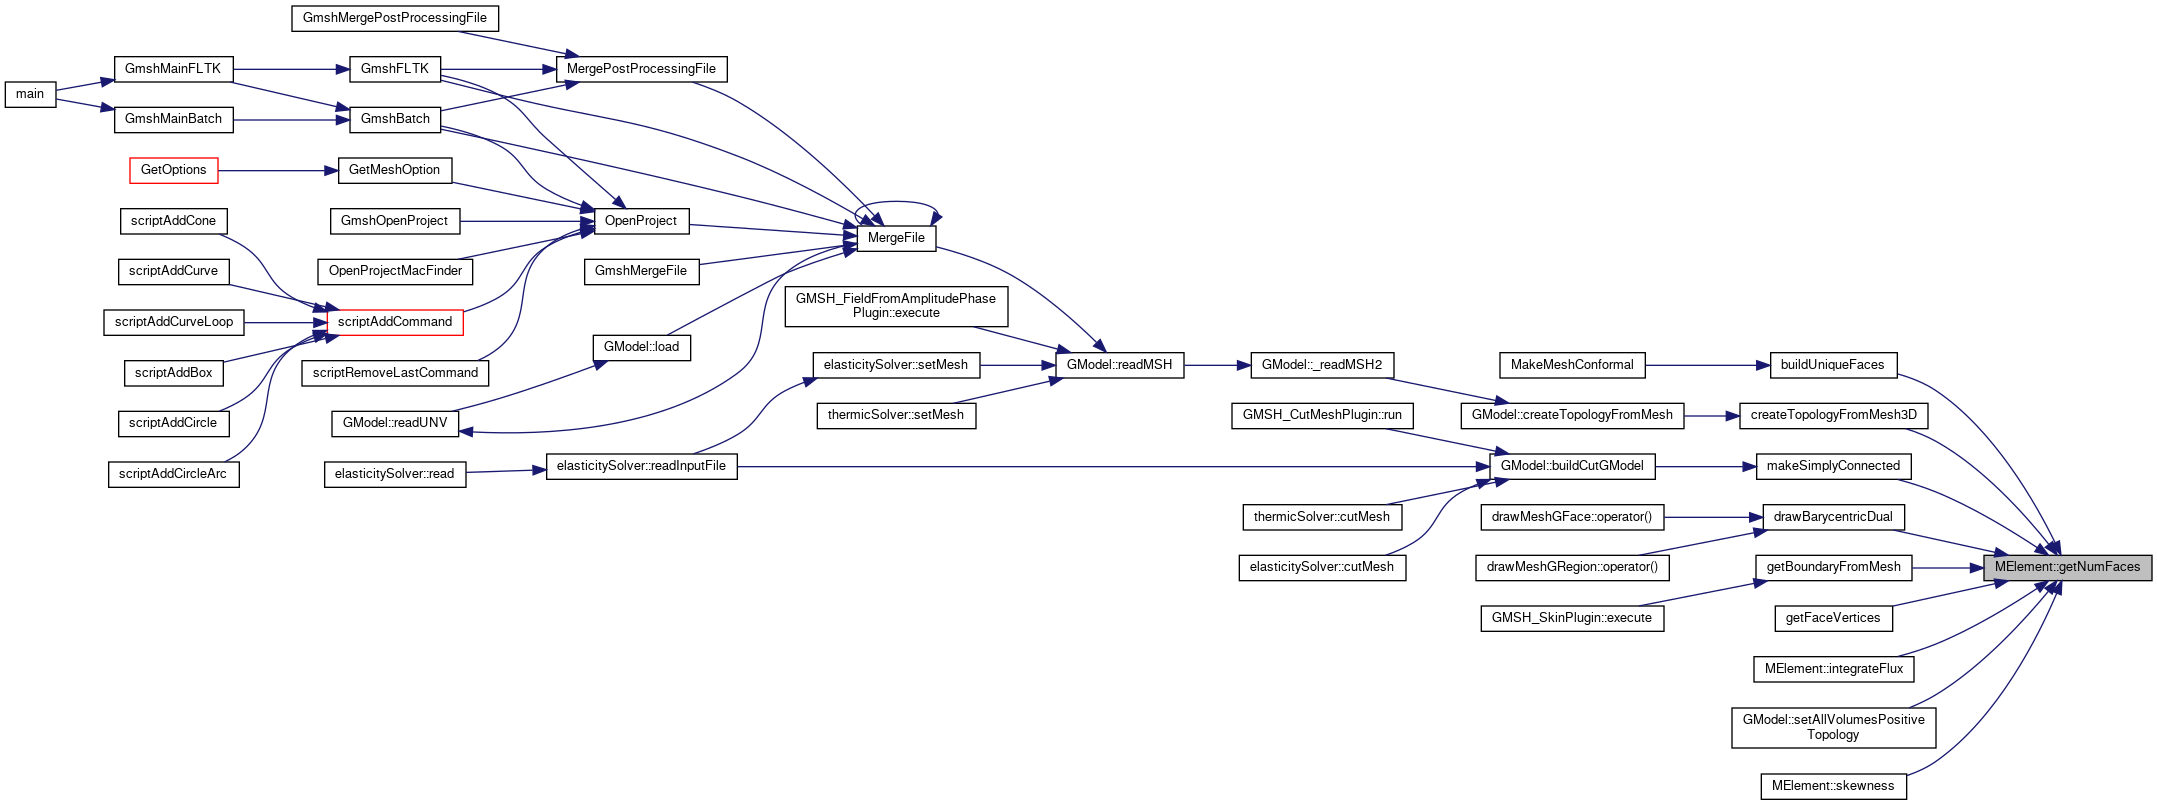 GmshMergePostProcessingFile
GmshMainFLTK
GmshFLTK
MergePostProcessingFile
main
GmshMainBatch
GmshBatch
GetOptions
GetMeshOption
scriptAddCone
GmshOpenProject
OpenProject
MergeFile
scriptAddCurve
OpenProjectMacFinder
GmshMergeFile
GMSH_FieldFromAmplitudePhase
Plugin::execute
scriptAddCurveLoop
scriptAddCommand
GModel::load
scriptAddBox
scriptRemoveLastCommand
elasticitySolver::setMesh
GModel::readMSH
GModel::_readMSH2
MakeMeshConformal
buildUniqueFaces
thermicSolver::setMesh
GMSH_CutMeshPlugin::run
GModel::createTopologyFromMesh
createTopologyFromMesh3D
scriptAddCircle
GModel::readUNV
scriptAddCircleArc
elasticitySolver::read
elasticitySolver::readInputFile
GModel::buildCutGModel
makeSimplyConnected
thermicSolver::cutMesh
drawMeshGFace::operator()
drawBarycentricDual
elasticitySolver::cutMesh
drawMeshGRegion::operator()
getBoundaryFromMesh
MElement::getNumFaces
GMSH_SkinPlugin::execute
getFaceVertices
MElement::integrateFlux
GModel::setAllVolumesPositive
Topology
MElement::skewness